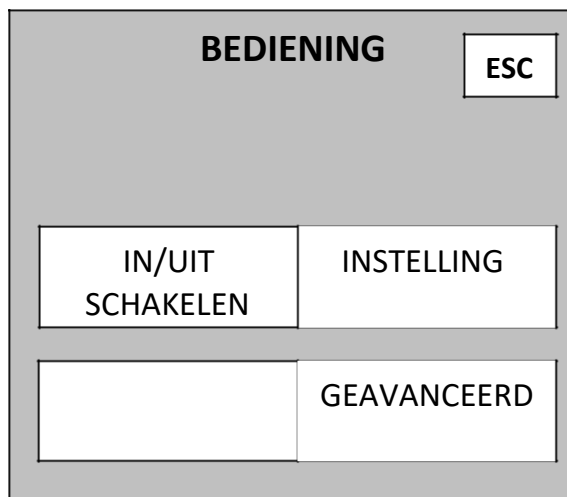 BEDIENING
ESC
IN/UIT
SCHAKELEN
INSTELLING
GEAVANCEERD